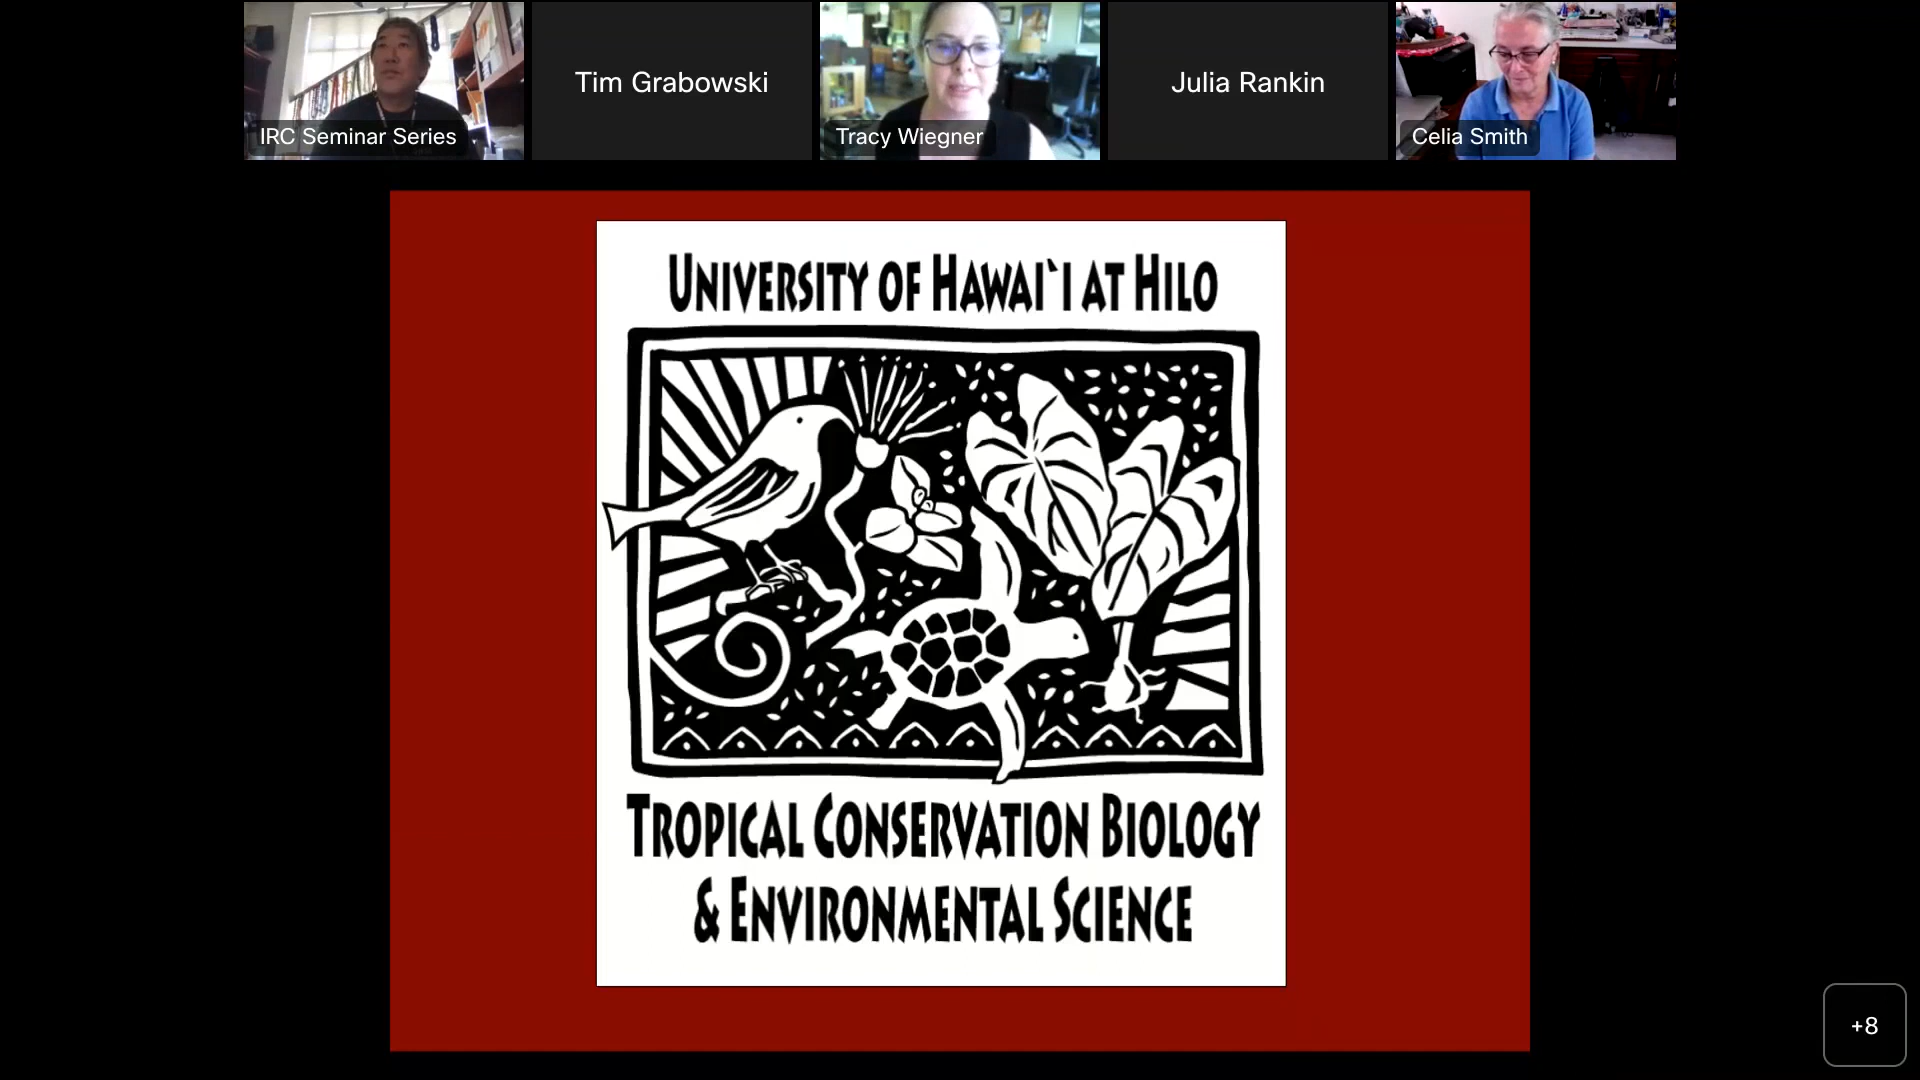 IRC Seminar Series
Tim Grabowski
Tracy Wiegner
Julia Rankin
Celia Smith
UNIVERSITY OF HAWAI`I AT HILO
TROPICAL CONSERVATION BIOLOGY
& ENVIRONMENTAL SCIENCE
+8